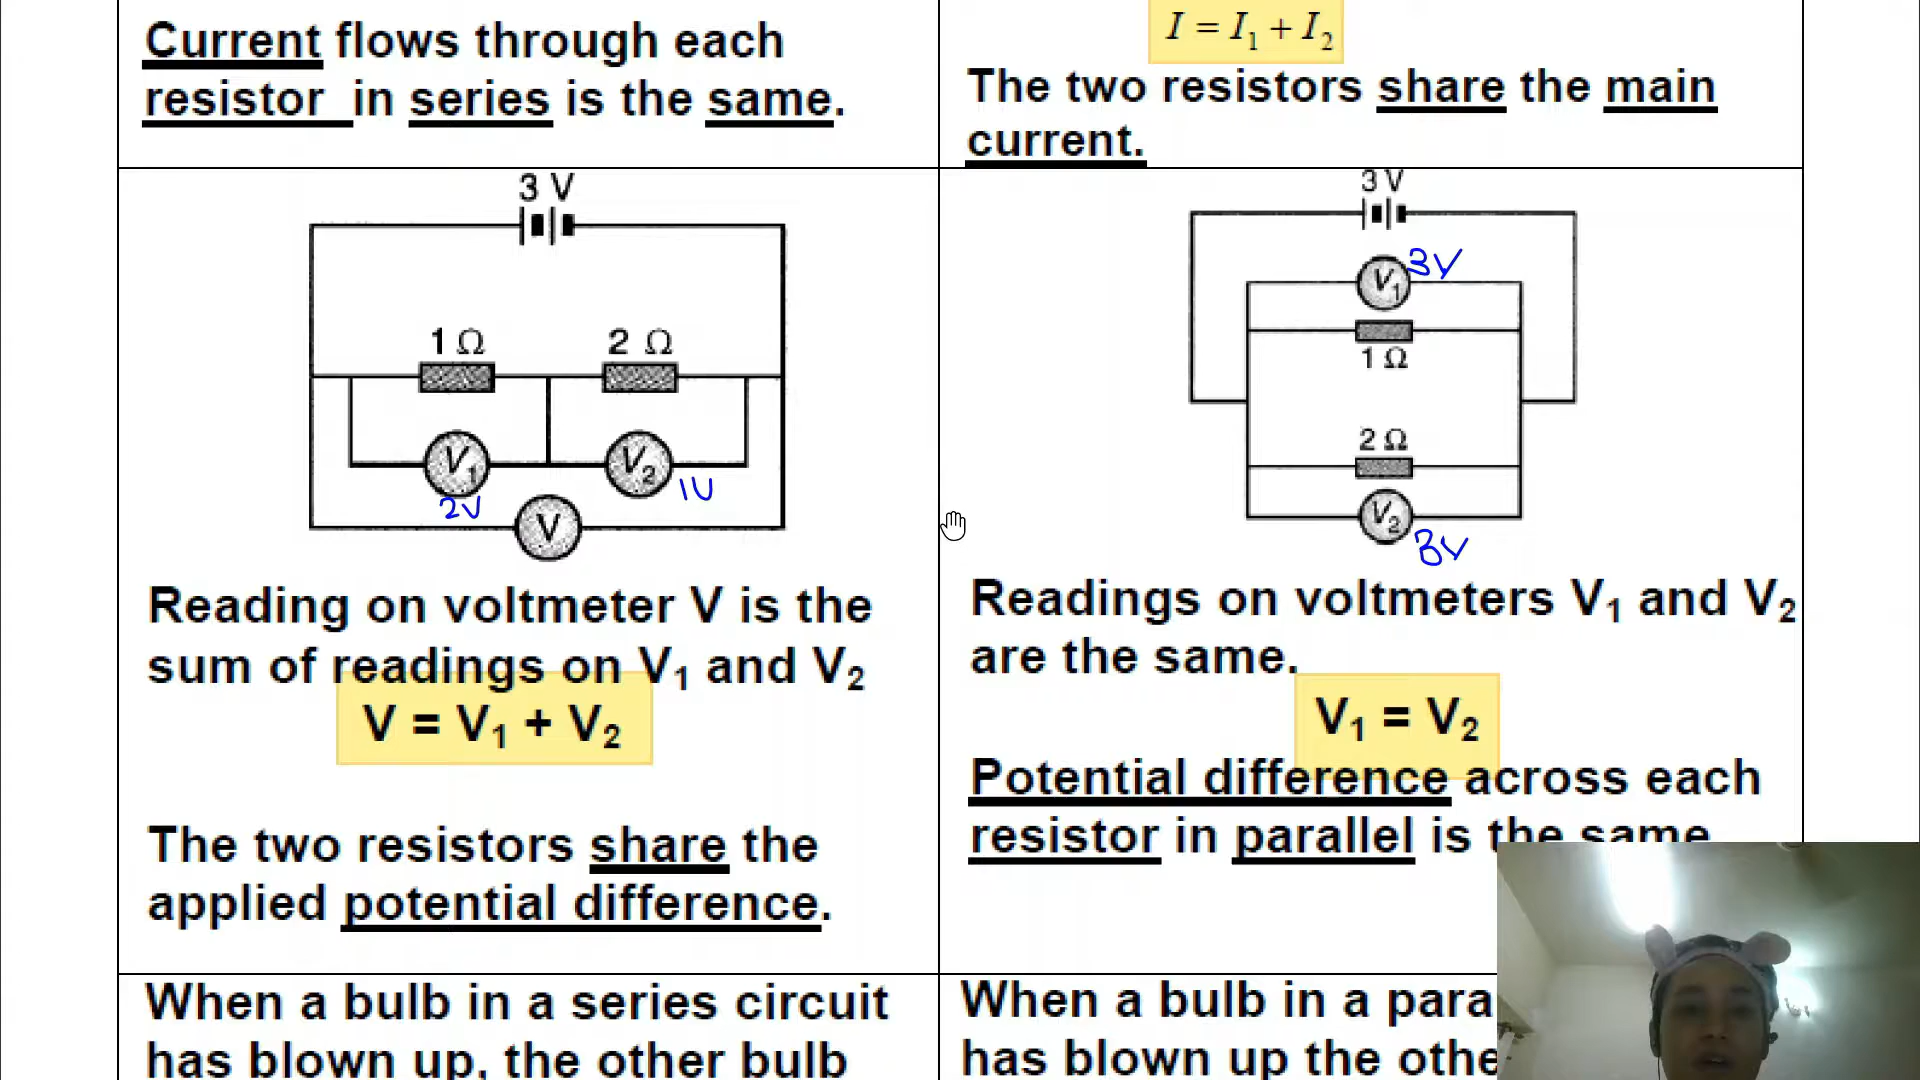 Current flows through each
resistor in series is the same.
3 V
1 Ω
2 Ω
V₁
V₂
2V
1V
V
Reading on voltmeter V is the
sum of readings on V₁ and V₂
V = V₁ + V₂
The two resistors share the
applied potential difference.
When a bulb in a series circuit
has blown up, the other bulb
I = I₁ + I₂
The two resistors share the main
current.
3 V
V₁
3V
1 Ω
2 Ω
V₂
3V
Readings on voltmeters V₁ and V₂
are the same.
V₁ = V₂
Potential difference across each
resistor in parallel is the same
When a bulb in a para
has blown up the othe